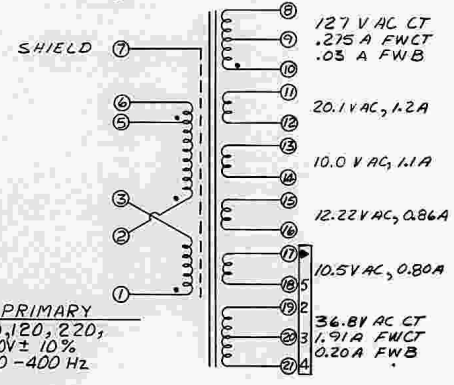 SHIELD 7
6
5
3
2
1
8
9
10
127 V AC CT
.275 A FWCT
.03 A FWB
11
12
20.1 V AC, 1.2A
13
14
10.0 V AC, 1.1A
15
16
12.22 V AC, 0.86A
17
18 5
10.5V AC, 0.80A
19 2
20 3
21 4
36.8V AC CT
1.91 A FWCT
0.20 A FWB
PRIMARY
,120, 220,
0V ± 10%
-400 Hz